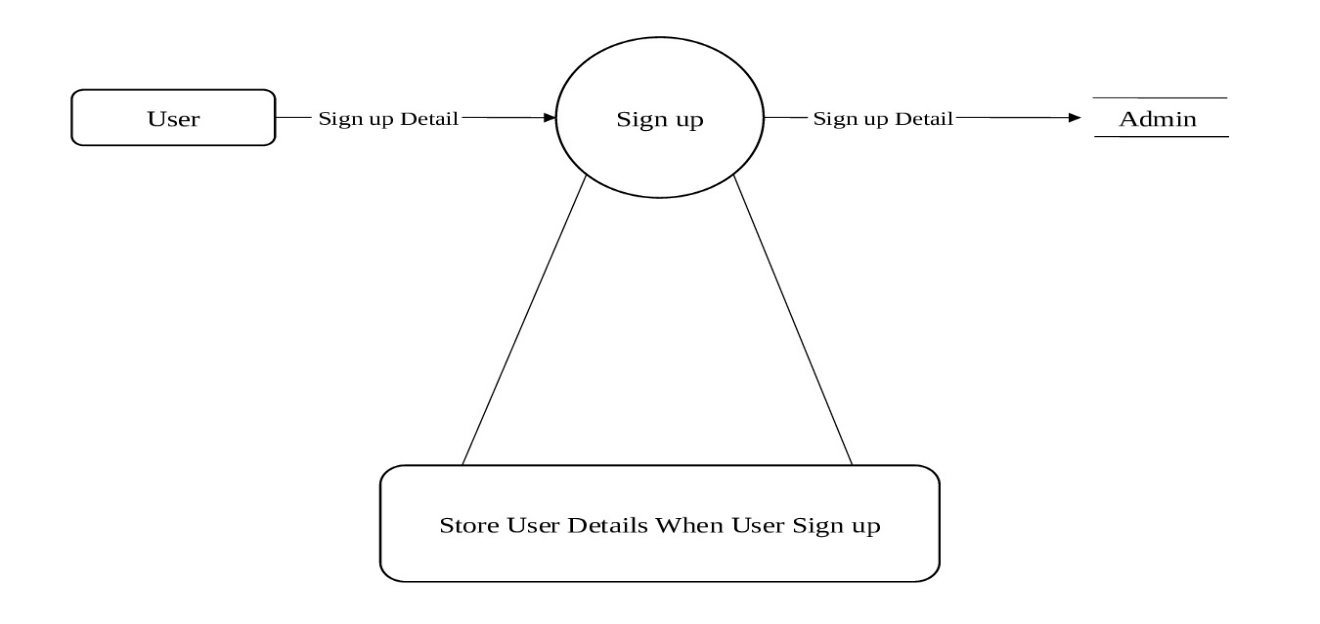 User
Sign up Detail
Sign up
Sign up Detail
Admin
Store User Details When User Sign up